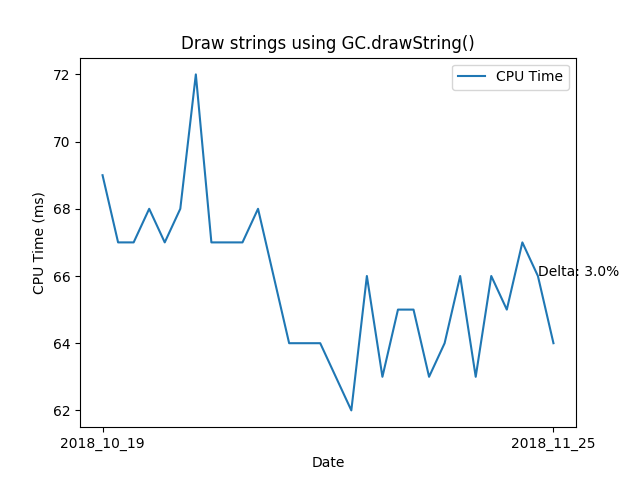 Draw strings using GC.drawString()
CPU Time
72
70
68
66
64
62
CPU Time (ms)
Delta: 3.0%
2018_10_19
2018_11_25
Date